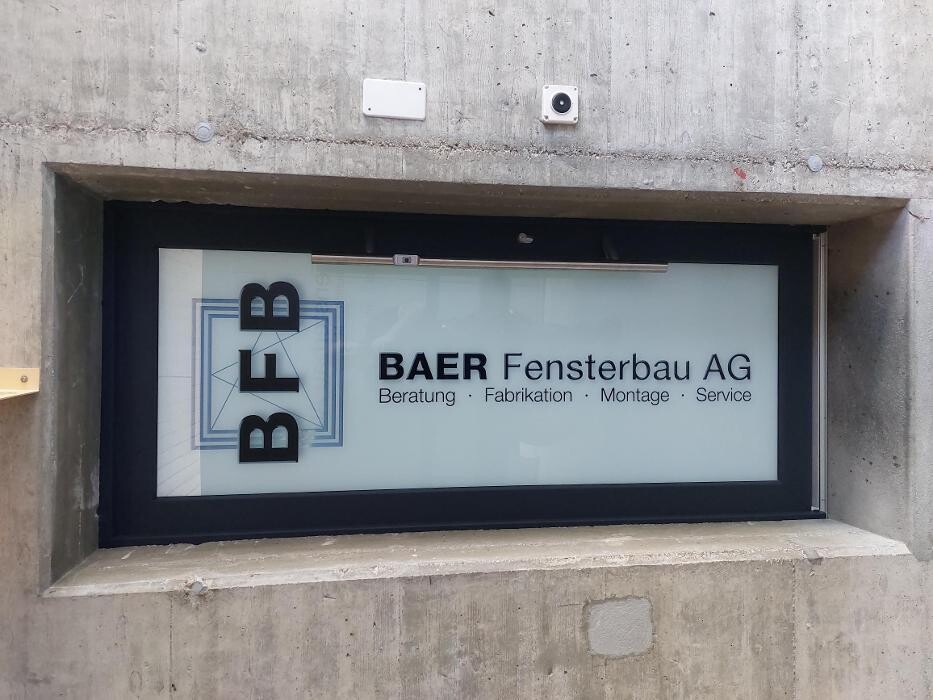 BFB
BAER Fensterbau AG
Beratung · Fabrikation · Montage · Service